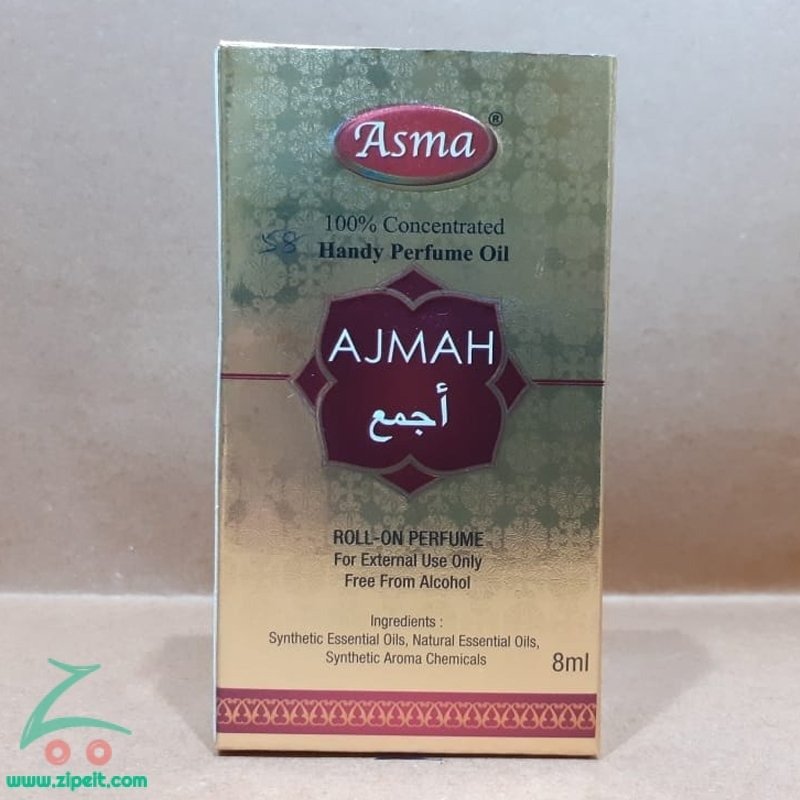 Asma®
100% Concentrated
58
Handy Perfume Oil
AJMAH
أجمع
ROLL-ON PERFUME
For External Use Only
Free From Alcohol
Ingredients :
Synthetic Essential Oils, Natural Essential Oils,
Synthetic Aroma Chemicals
8ml
www.zipelt.com